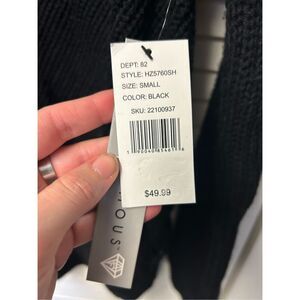 DEPT: 82
STYLE: HZ5760SH
SIZE: SMALL
COLOR: BLACK
SKU: 22100937
$49.99